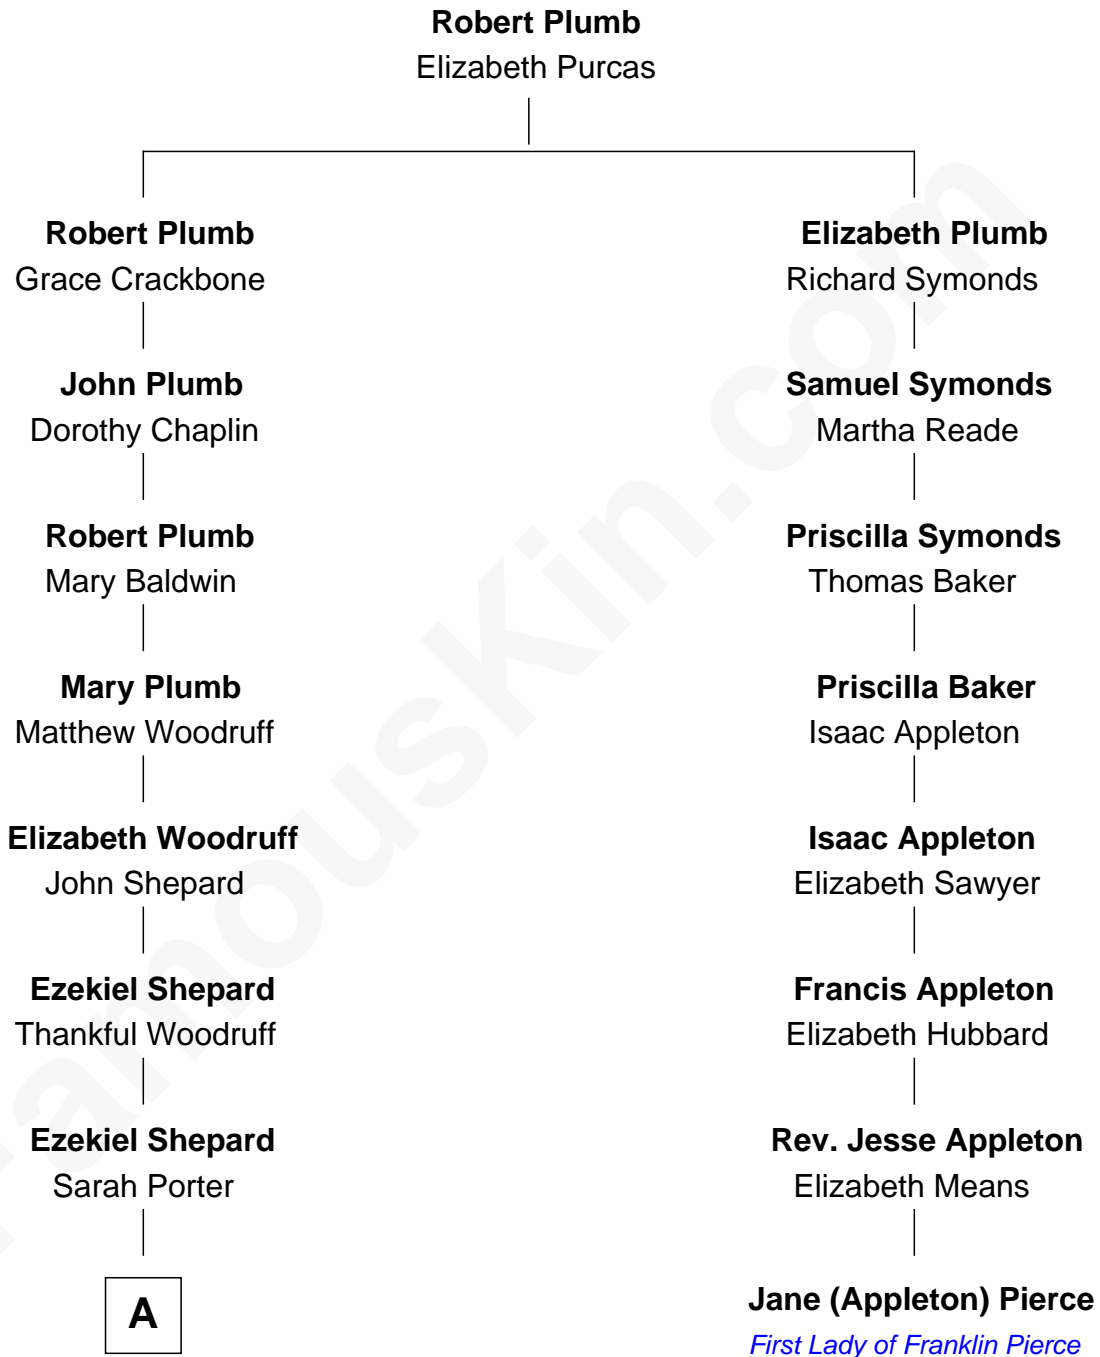 Robert Plumb
Elizabeth Purcas
Robert Plumb
Grace Crackbone
Elizabeth Plumb
Richard Symonds
John Plumb
Dorothy Chaplin
Samuel Symonds
Martha Reade
Robert Plumb
Mary Baldwin
Priscilla Symonds
Thomas Baker
Mary Plumb
Matthew Woodruff
Priscilla Baker
Isaac Appleton
Elizabeth Woodruff
John Shepard
Isaac Appleton
Elizabeth Sawyer
Ezekiel Shepard
Thankful Woodruff
Francis Appleton
Elizabeth Hubbard
Ezekiel Shepard
Sarah Porter
Rev. Jesse Appleton
Elizabeth Means
A
Jane (Appleton) Pierce
First Lady of Franklin Pierce
FamousKin.com